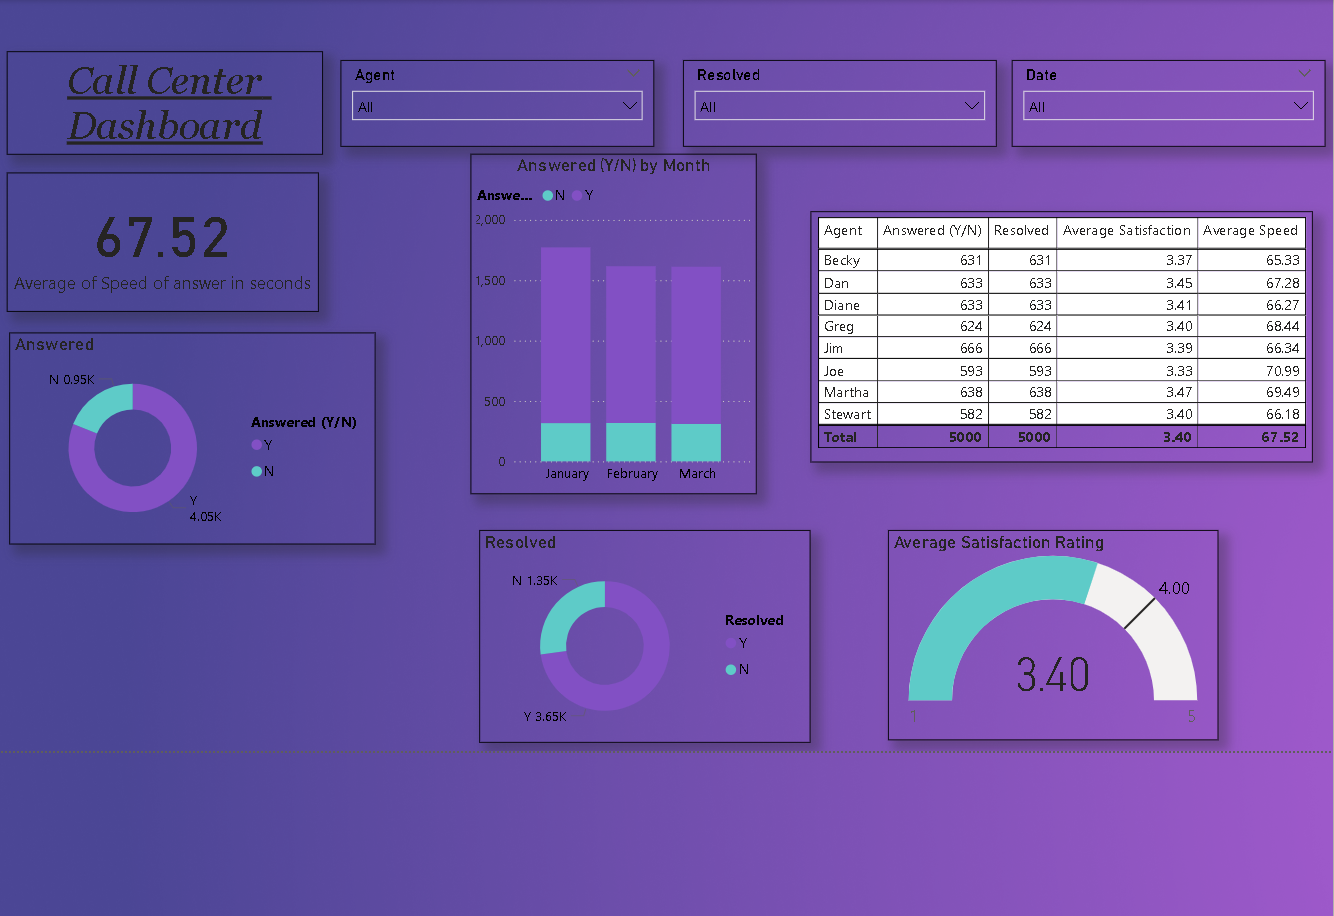 Call Center
Dashboard
Agent
All
Resolved
All
Date
All
67.52
Average of Speed of answer in seconds
Answered (Y/N) by Month
Answe... N Y
2,000
1,500
1,000
500
0
January February March
Agent Answered (Y/N) Resolved Average Satisfaction Average Speed
Becky 631 631 3.37 65.33
Dan 633 633 3.45 67.28
Diane 633 633 3.41 66.27
Greg 624 624 3.40 68.44
Jim 666 666 3.39 66.34
Joe 593 593 3.33 70.99
Martha 638 638 3.47 69.49
Stewart 582 582 3.40 66.18
Total 5000 5000 3.40 67.52
Answered
N 0.95K
Y
4.05K
Answered (Y/N)
Y
N
Resolved
N 1.35K
Y 3.65K
Resolved
Y
N
Average Satisfaction Rating
4.00
3.40
1 5